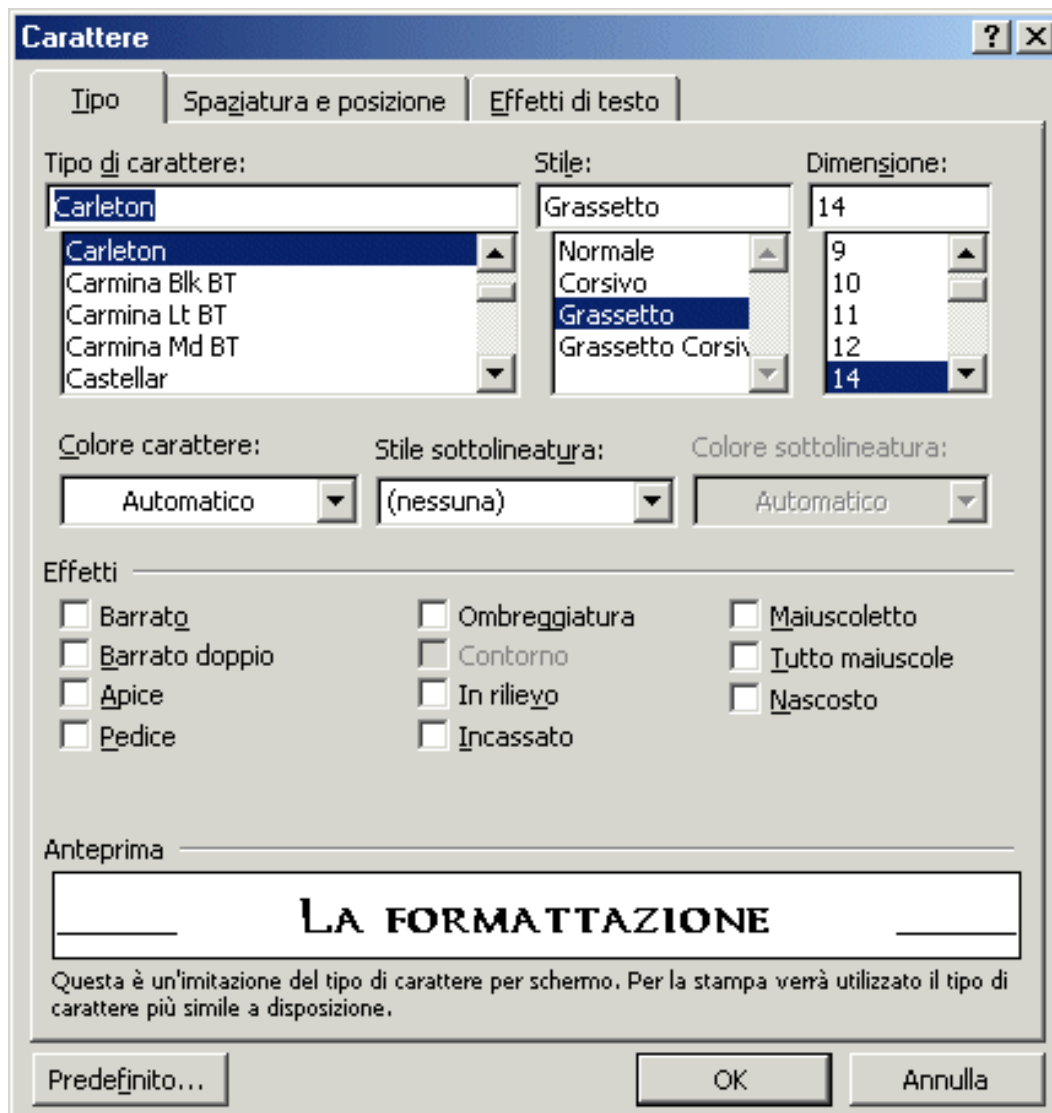 Carattere
Tipo Spaziatura e posizione Effetti di testo
Tipo di carattere: Stile: Dimensione:
Carleton Grassetto 14
Carleton Normale 9
Carmina Blk BT Corsivo 10
Carmina Lt BT Grassetto 11
Carmina Md BT Grassetto Corsiv 12
Castellar 14
Colore carattere: Stile sottolineatura: Colore sottolineatura:
Automatico (nessuna) Automatico
Effetti
Barrato Ombreggiatura Maiuscoletto
Barrato doppio Contorno Tutto maiuscole
Apice In rilievo Nascosto
Pedice Incassato
Anteprima
La formattazione
Questa è un'imitazione del tipo di carattere per schermo. Per la stampa verrà utilizzato il tipo di
carattere più simile a disposizione.
Predefinito... OK Annulla